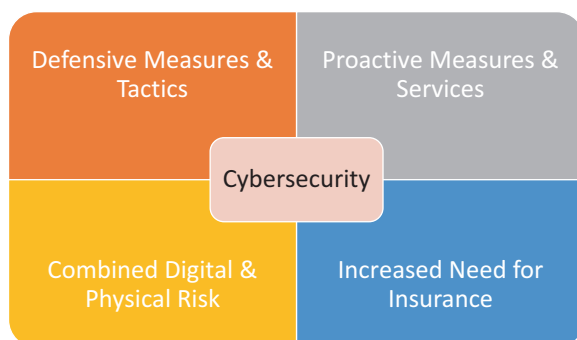 Defensive Measures &
Tactics
Proactive Measures &
Services
Cybersecurity
Combined Digital &
Physical Risk
Increased Need for
Insurance